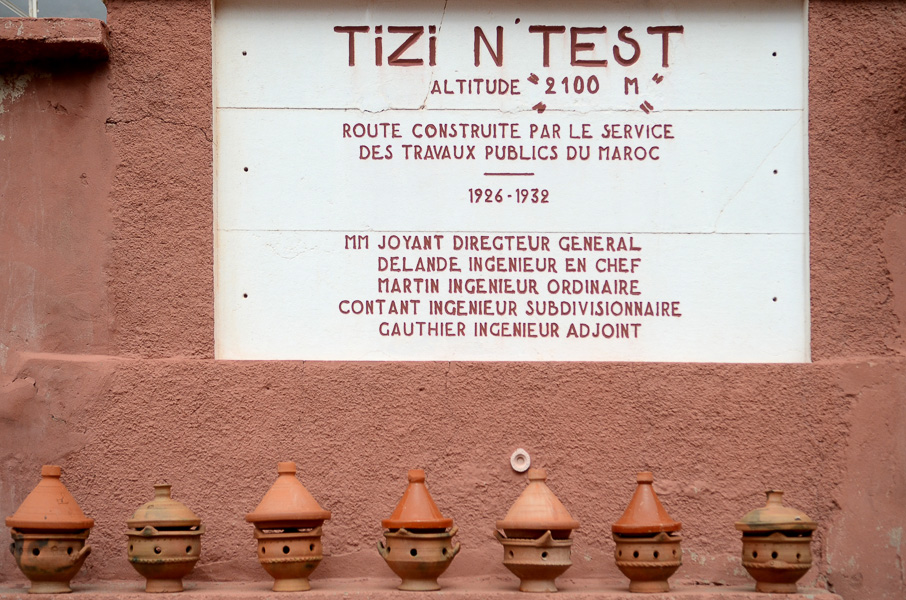 TiZi N'TEST
ALTITUDE "2100 M"
ROUTE CONSTRUITE PAR LE SERVICE
DES TRAVAUX PUBLICS DU MAROC
1926-1932
MM JOYANT DIREGTEUR GENERAL
DELANDE INGENIEUR EN CHEF
MARTIN INGENIEUR ORDINAIRE
CONTANT INGENIEUR SUBDIVISIONNAIRE
GAUTHIER INGENIEUR ADJOINT